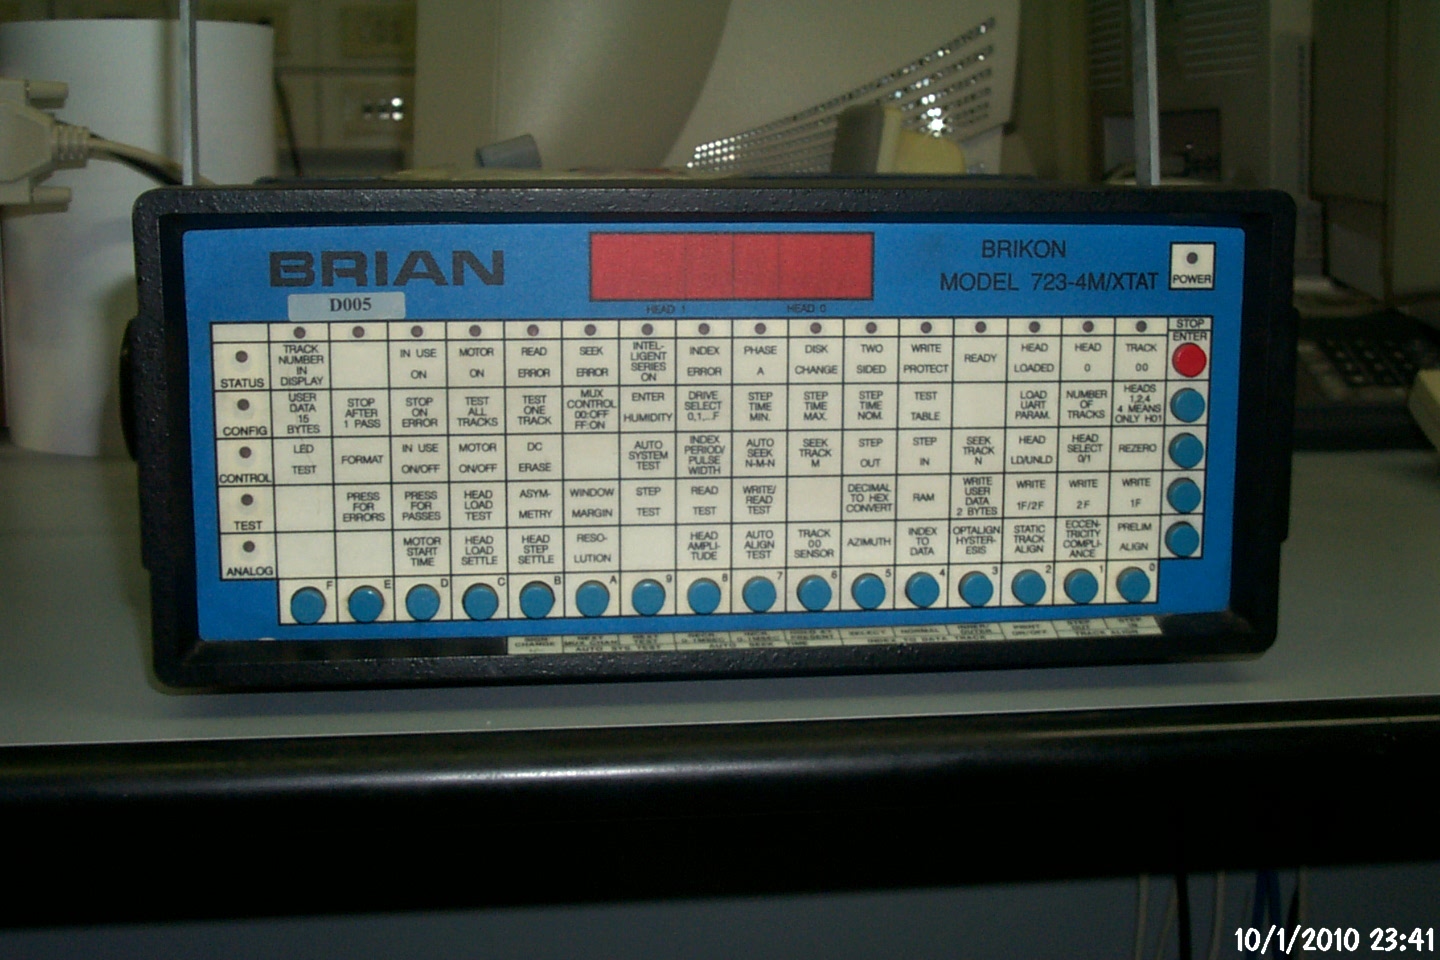 BRIAN
D005
BRIKON
MODEL 723-4M/XTAT
POWER
HEAD 1 HEAD 0
STOP
ENTER
STATUS
TRACK NUMBER IN DISPLAY
IN USE ON
MOTOR ON
READ ERROR
SEEK ERROR
INTEL-LIGENT SERIES ON
INDEX ERROR
PHASE A
DISK CHANGE
TWO SIDED
WRITE PROTECT
READY
HEAD LOADED
HEAD 0
TRACK 00
CONFIG
USER DATA 15 BYTES
STOP AFTER 1 PASS
STOP ON ERROR
TEST ALL TRACKS
TEST ONE TRACK
MUX CONTROL 00:OFF FF:ON
ENTER HUMIDITY
DRIVE SELECT 0,1,...F
STEP TIME MIN.
STEP TIME MAX.
STEP TIME NOM.
TEST TABLE
LOAD UART PARAM.
NUMBER OF TRACKS
HEADS 1,2,4 4 MEANS ONLY H01
CONTROL
LED TEST
FORMAT
IN USE ON/OFF
MOTOR ON/OFF
DC ERASE
AUTO SYSTEM TEST
INDEX PERIOD/ PULSE WIDTH
AUTO SEEK N-M-N
SEEK TRACK M
STEP OUT
STEP IN
SEEK TRACK N
HEAD LD/UNLD
HEAD SELECT 0/1
REZERO
TEST
PRESS FOR ERRORS
PRESS FOR PASSES
HEAD LOAD TEST
ASYM-METRY
WINDOW MARGIN
STEP TEST
READ TEST
WRITE/ READ TEST
DECIMAL TO HEX CONVERT
RAM
WRITE USER DATA 2 BYTES
WRITE 1F/2F
WRITE 2F
WRITE 1F
ANALOG
MOTOR START TIME
HEAD LOAD SETTLE
HEAD STEP SETTLE
RESO-LUTION
HEAD AMPLI-TUDE
AUTO ALIGN TEST
TRACK 00 SENSOR
AZIMUTH
INDEX TO DATA
OPTALIGN HYSTER-ESIS
STATIC TRACK ALIGN
ECCEN-TRICITY COMPLI-ANCE
PRELIM ALIGN
F E D C B A 9 8 7 6 5 4 3 2 1 0
10/1/2010 23:41